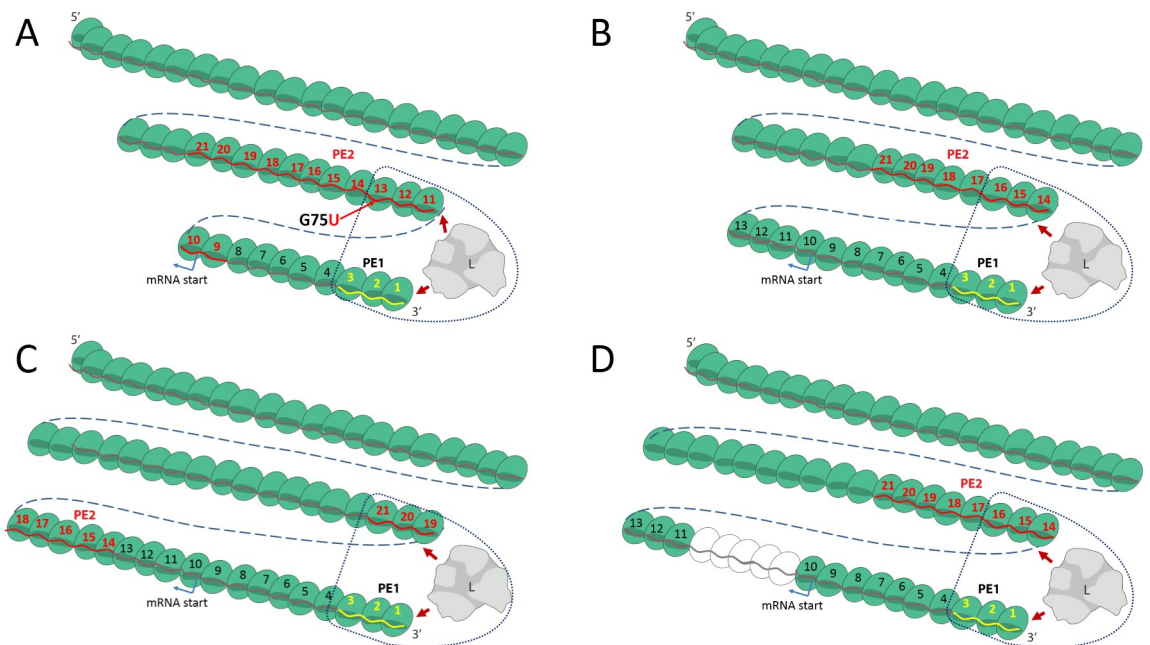 A
5′
21 20 19 18 17 16 15 14 13 12 11
PE2
G75U
10 9 8 7 6 5 4 3 2 1
PE1
L
mRNA start
3′
B
5′
21 20 19 18 17 16 15 14
PE2
13 12 11 10 9 8 7 6 5 4 3 2 1
PE1
L
mRNA start
3′
C
5′
21 20 19
18 17 16 15 14 13 12 11 10 9 8 7 6 5 4 3 2 1
PE2
PE1
L
mRNA start
3′
D
5′
21 20 19 18 17 16 15 14
PE2
13 12 11 10 9 8 7 6 5 4 3 2 1
PE1
L
mRNA start
3′